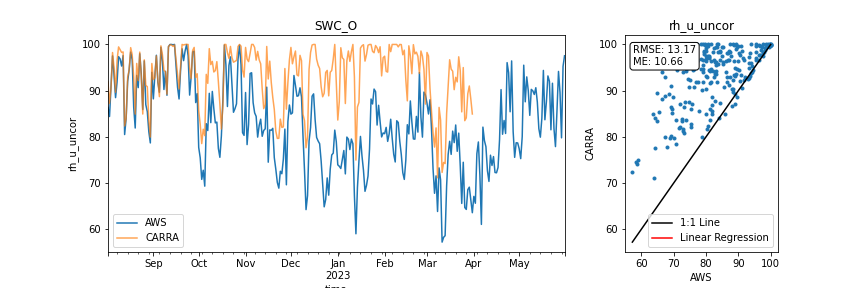 SWC_O
rh_u_uncor
100
90
80
70
60
AWS
CARRA
Sep
Oct
Nov
Dec
Jan
2023
Feb
Mar
Apr
May
time
rh_u_uncor
RMSE: 13.17
ME: 10.66
CARRA
100
90
80
70
60
1:1 Line
Linear Regression
60
70
80
90
100
AWS